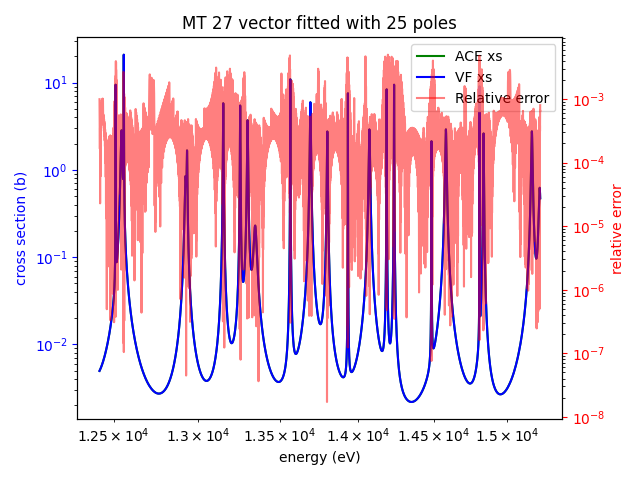 MT 27 vector fitted with 25 poles
ACE xs
VF xs
Relative error
cross section (b)
10¹
10⁰
10⁻¹
10⁻²
relative error
10⁻³
10⁻⁴
10⁻⁵
10⁻⁶
10⁻⁷
10⁻⁸
1.25 × 10⁴ 1.3 × 10⁴ 1.35 × 10⁴ 1.4 × 10⁴ 1.45 × 10⁴ 1.5 × 10⁴
energy (eV)